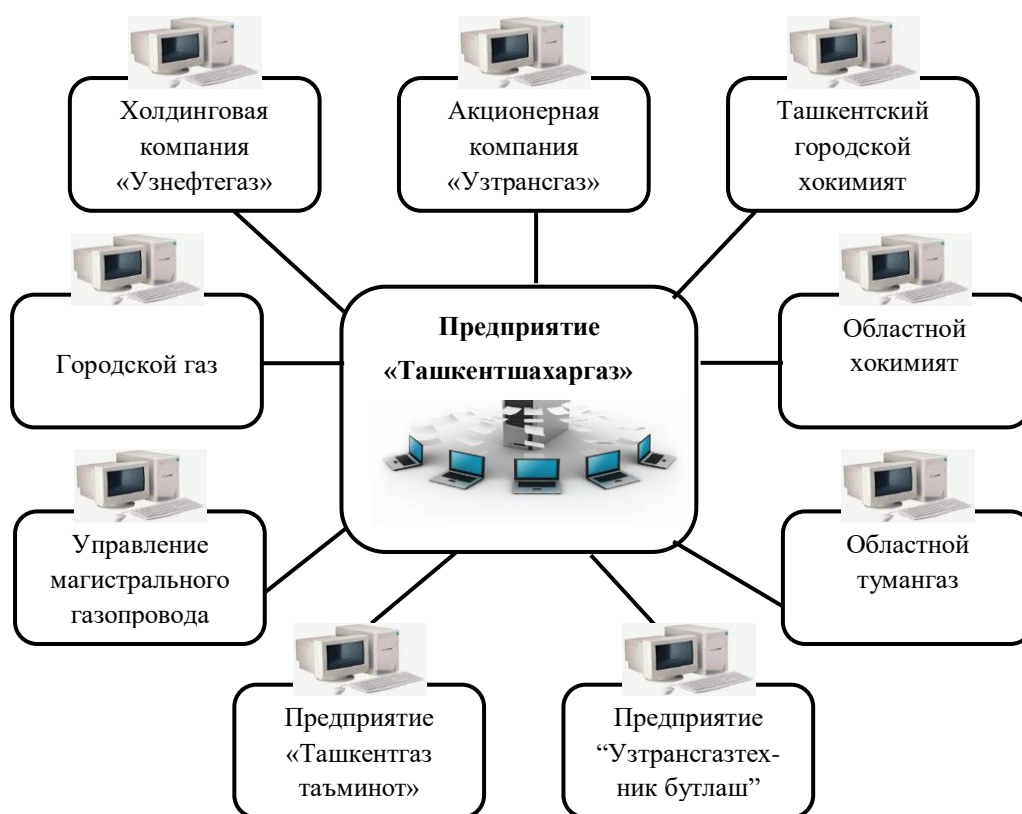 Холдинговая
компания
«Узнефтегаз»
Акционерная
компания
«Узтрансгаз»
Ташкентский
городской
хокимият
Городской газ
Предприятие
«Ташкентшахаргаз»
Областной
хокимият
Управление
магистрального
газопровода
Областной
тумангаз
Предприятие
«Ташкентгаз
таъминот»
Предприятие
“Узтрансгазтех-
ник бутлаш”